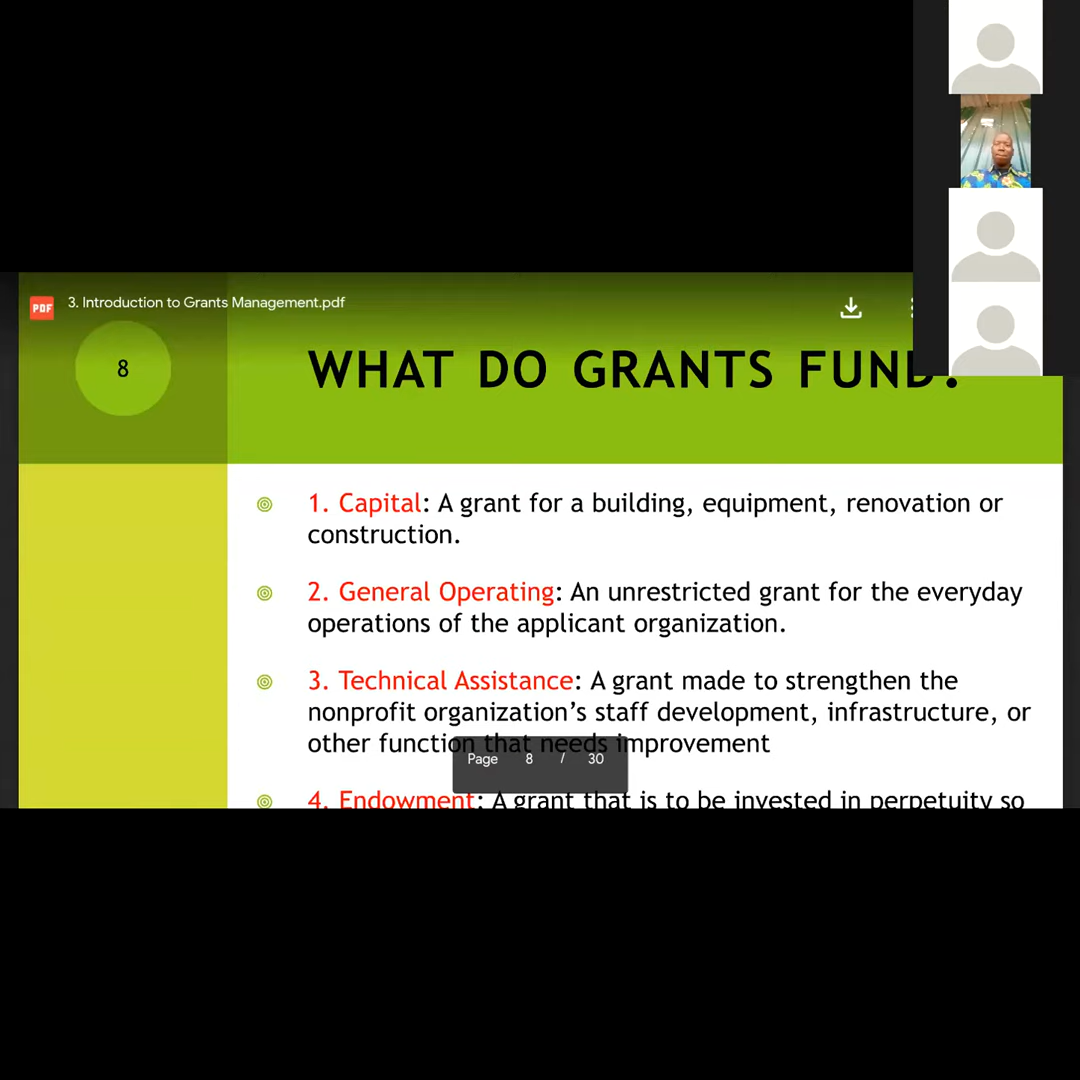 PDF
3. Introduction to Grants Management.pdf
8
WHAT DO GRANTS FUND?
1. Capital: A grant for a building, equipment, renovation or
construction.
2. General Operating: An unrestricted grant for the everyday
operations of the applicant organization.
3. Technical Assistance: A grant made to strengthen the
nonprofit organization's staff development, infrastructure, or
other function that needs improvement
Page 8 / 30
4. Endowment: A grant that is to be invested in perpetuity so